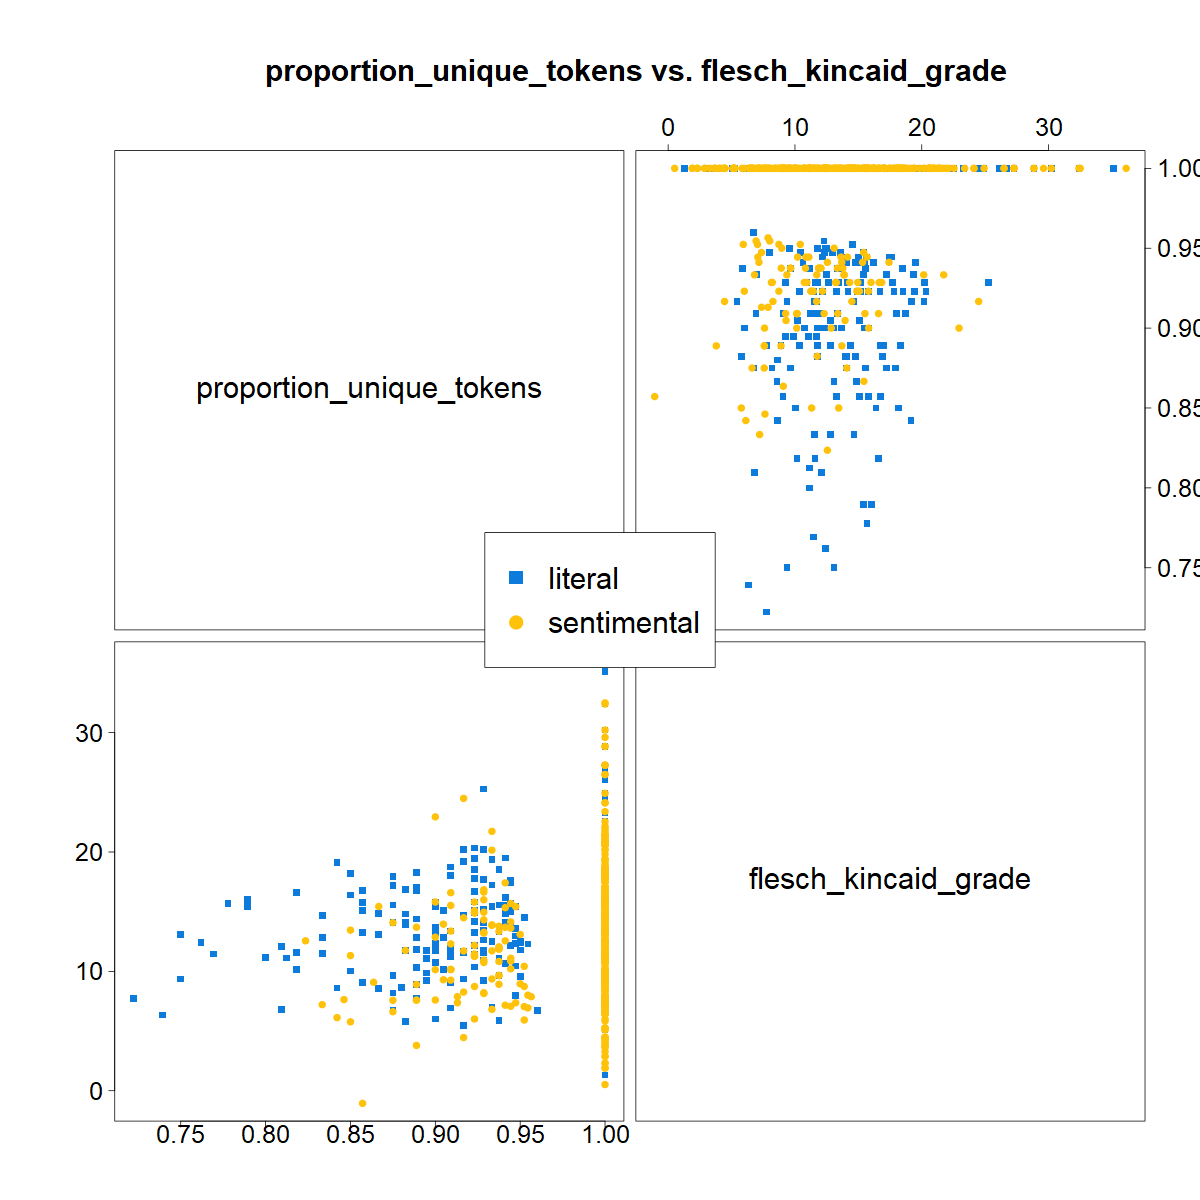 proportion_unique_tokens vs. flesch_kincaid_grade
0 10 20 30
proportion_unique_tokens
1.00
0.95
0.90
0.85
0.80
0.75
literal
sentimental
30
20
10
0
flesch_kincaid_grade
0.75 0.80 0.85 0.90 0.95 1.00